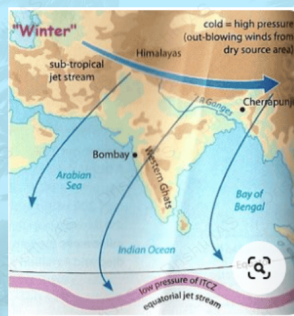 "Winter"
cold = high pressure
(out-blowing winds from
dry source area)
Himalayas
sub-tropical
jet stream
R Ganges
Cherrapunji
Bombay
Western Ghats
Arabian
Sea
Bay of
Bengal
Indian Ocean
low pressure of ITCZ
equatorial jet stream